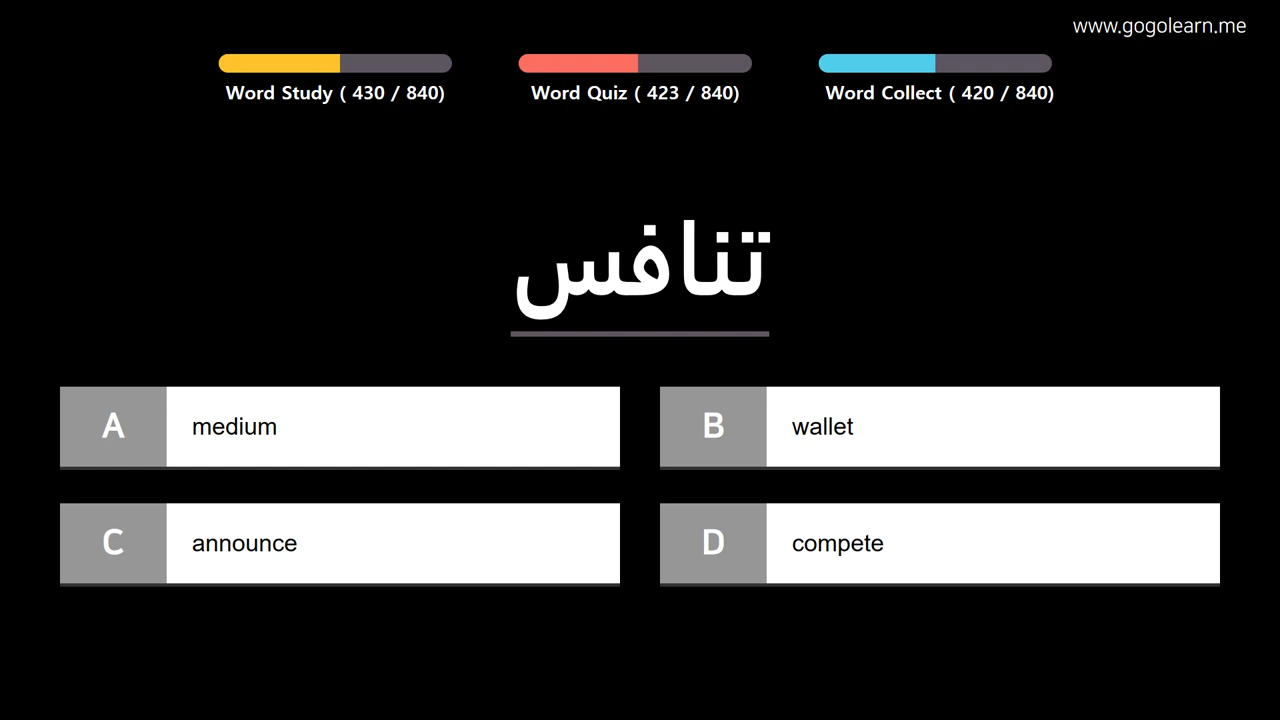 www.gogolearn.me
Word Study ( 430 / 840)
Word Quiz ( 423 / 840)
Word Collect ( 420 / 840)
تنافس
A medium
B wallet
C announce
D compete